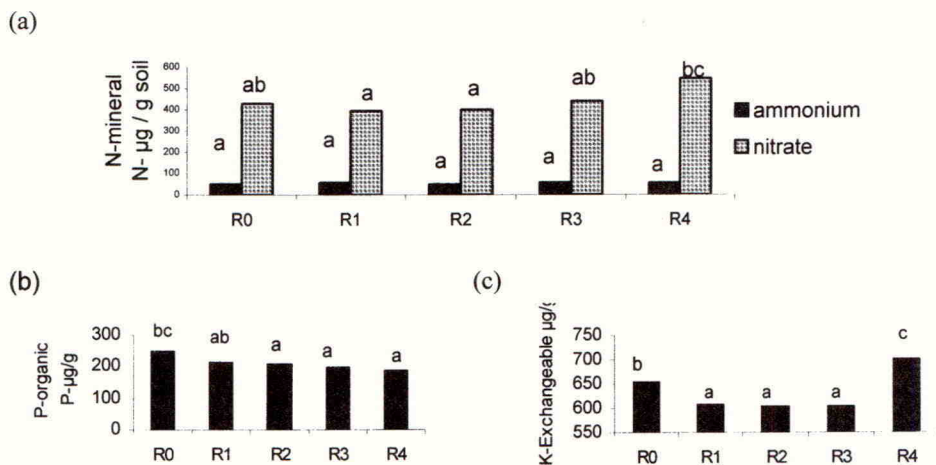 (a)
N-mineral
N- µg / g soil
600
500
400
300
200
100
0
ab a a ab bc
a a a a a
R0 R1 R2 R3 R4
ammonium
nitrate
(b)
P-organic
P-µg/g
300
200
100
0
bc ab a a a
R0 R1 R2 R3 R4
(c)
K-Exchangeable µg/g
750
700
650
600
550
b a a a c
R0 R1 R2 R3 R4